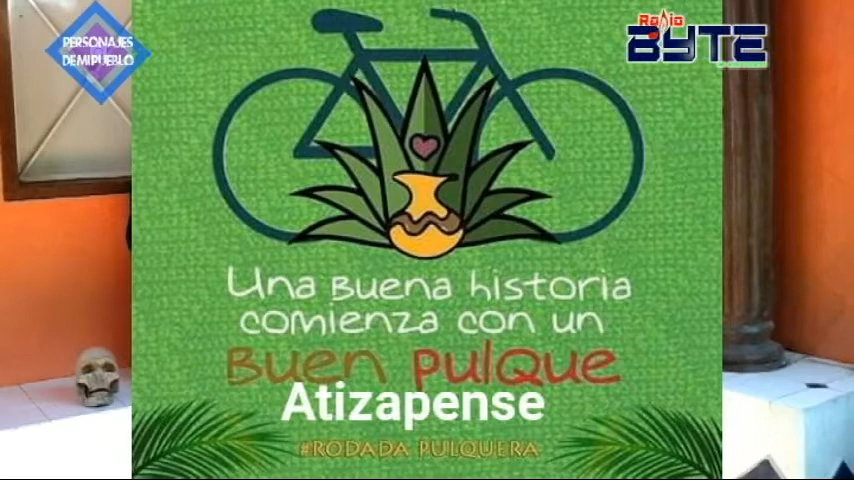 PERSONAJES
DE MI PUEBLO
Radio
BYTE
Una buena historia
comienza con un
Buen pulque
Atizapense
#RODADA PULQUERA